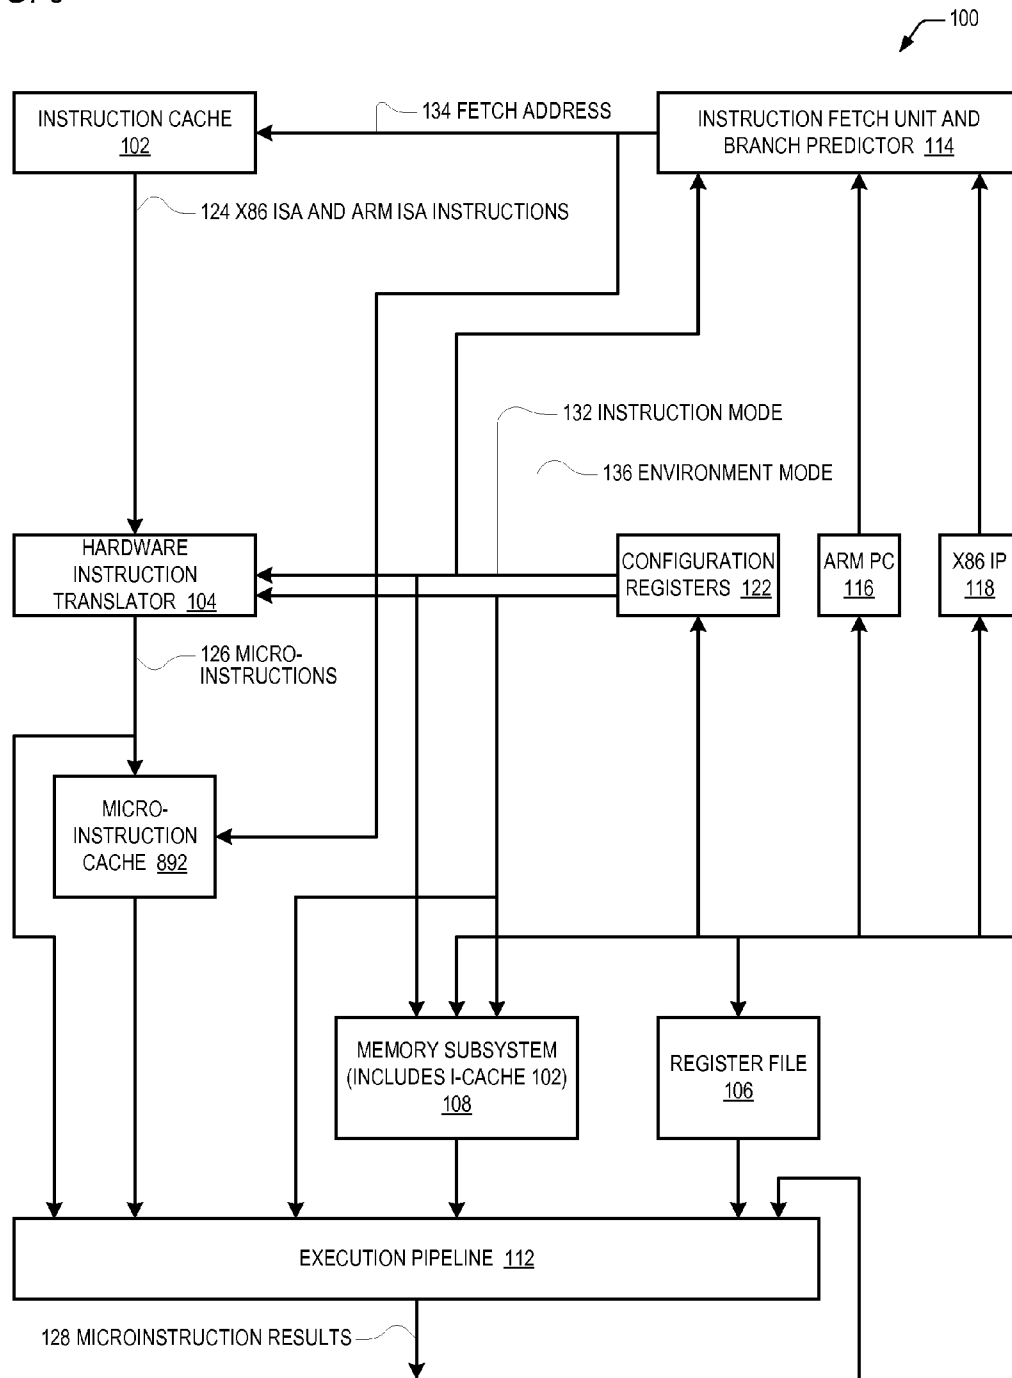 100
134 FETCH ADDRESS
INSTRUCTION CACHE
102
INSTRUCTION FETCH UNIT AND
BRANCH PREDICTOR 114
124 X86 ISA AND ARM ISA INSTRUCTIONS
132 INSTRUCTION MODE
136 ENVIRONMENT MODE
HARDWARE
INSTRUCTION
TRANSLATOR 104
CONFIGURATION
REGISTERS 122
ARM PC
116
X86 IP
118
126 MICRO-
INSTRUCTIONS
MICRO-
INSTRUCTION
CACHE 892
MEMORY SUBSYSTEM
(INCLUDES I-CACHE 102)
108
REGISTER FILE
106
EXECUTION PIPELINE 112
128 MICROINSTRUCTION RESULTS